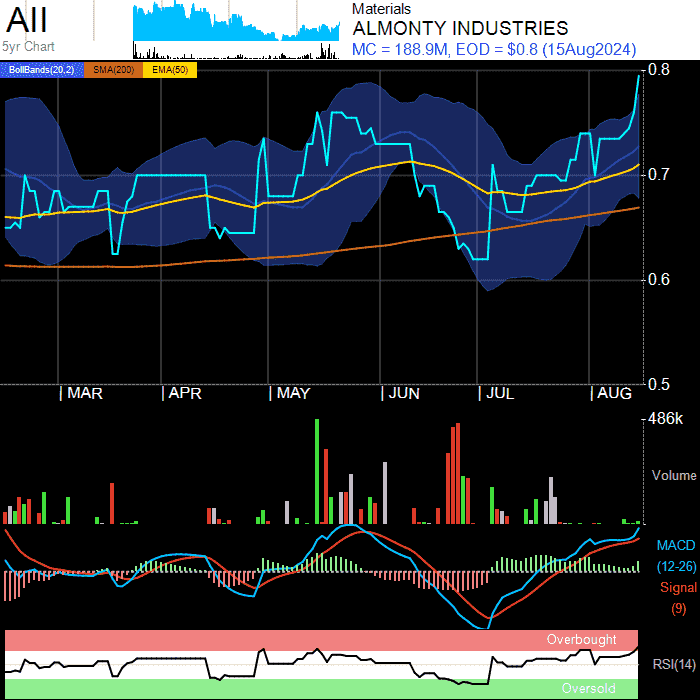 AII
5yr Chart
Materials
ALMONTY INDUSTRIES
MC = 188.9M, EOD = $0.8 (15Aug2024)
BollBands(20,2) SMA(200) EMA(50)
0.8
0.7
0.6
0.5
MAR APR MAY JUN JUL AUG
486k
Volume
MACD
(12-26)
Signal
(9)
Overbought
RSI(14)
Oversold